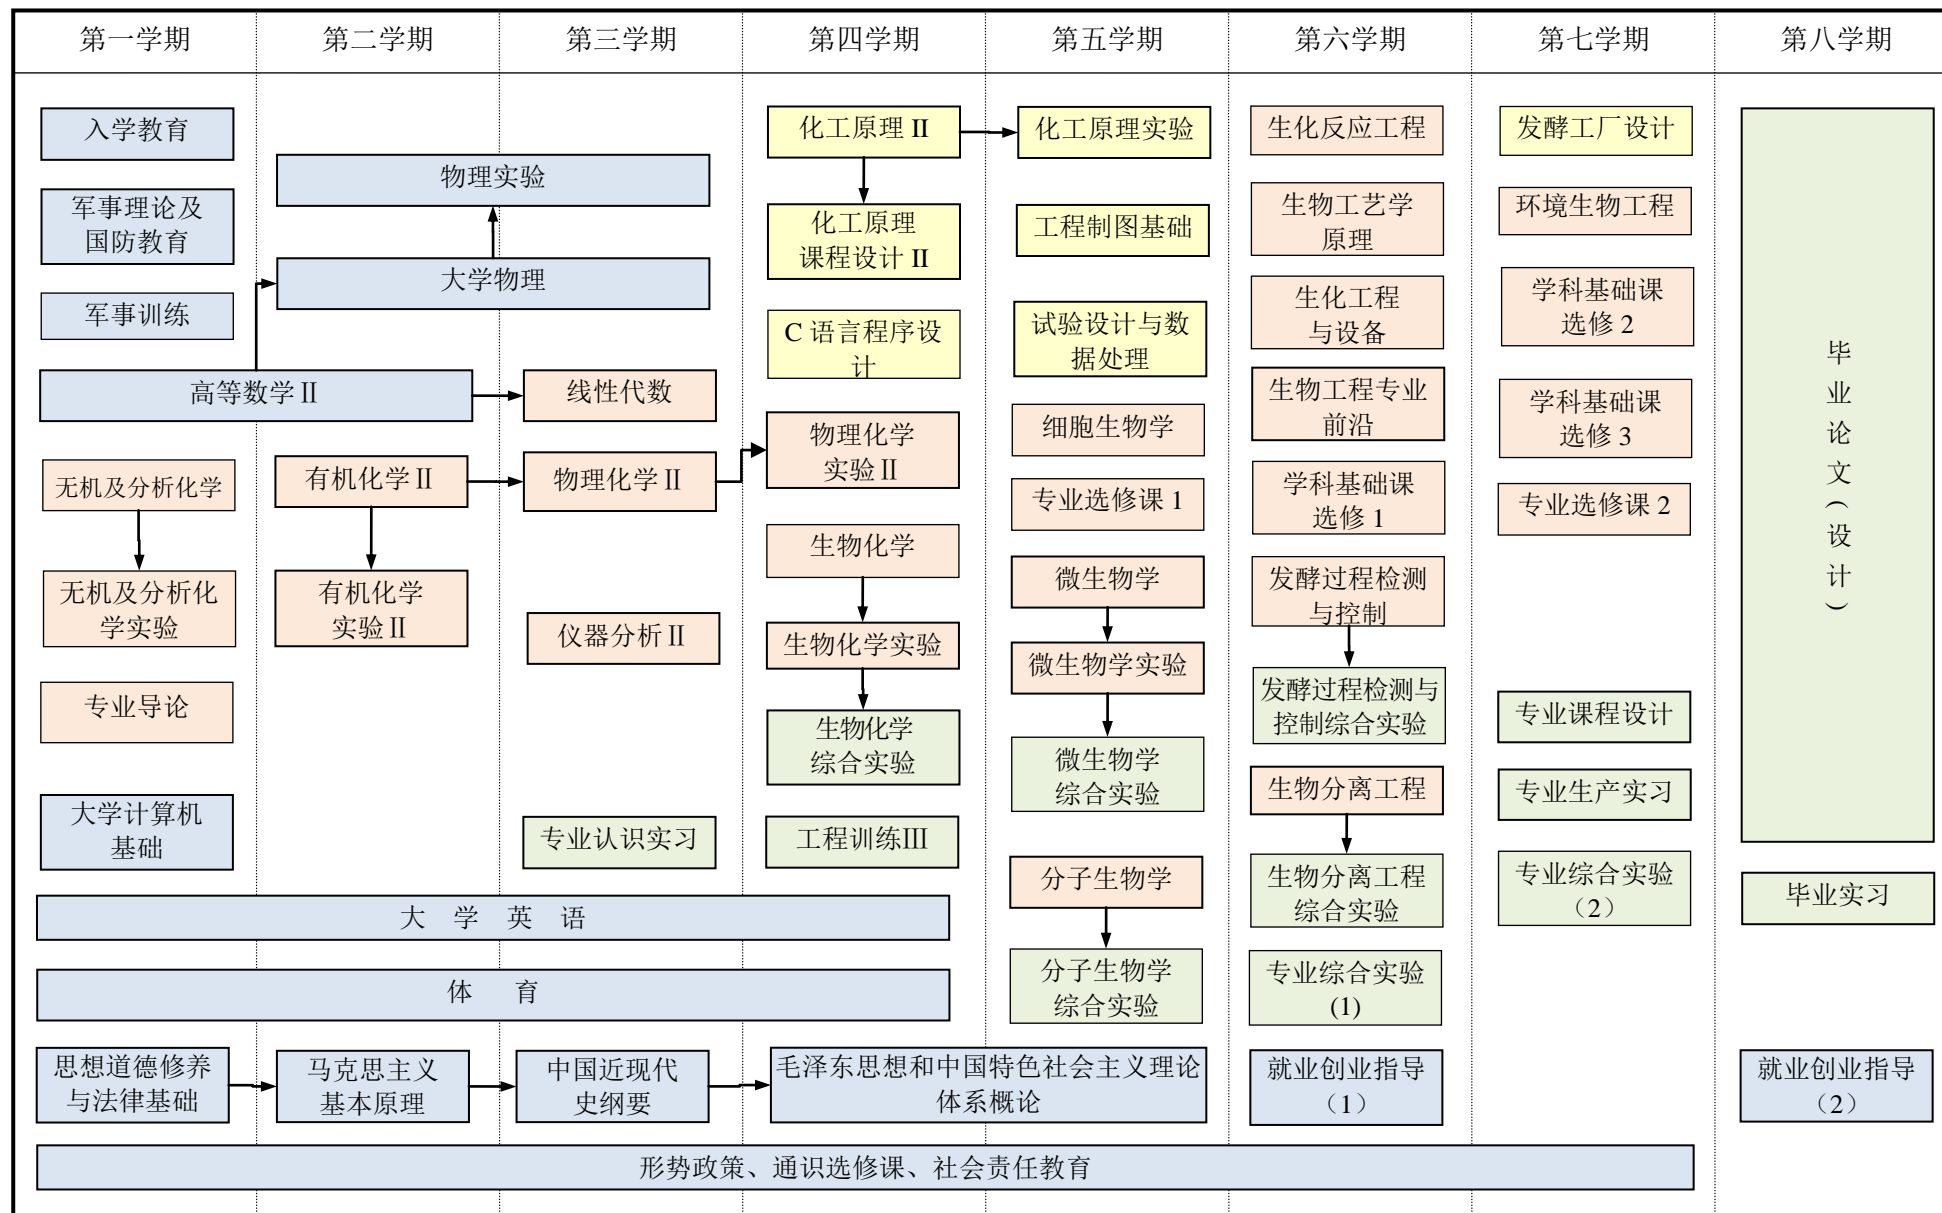 第一学期
第二学期
第三学期
第四学期
第五学期
第六学期
第七学期
第八学期
入学教育
军事理论及
国防教育
军事训练
高等数学Ⅱ
无机及分析化学
无机及分析化
学实验
专业导论
大学计算机
基础
物理实验
大学物理
有机化学Ⅱ
有机化学
实验Ⅱ
线性代数
物理化学Ⅱ
仪器分析Ⅱ
专业认识实习
化工原理 II
化工原理
课程设计 II
C 语言程序设
计
物理化学
实验Ⅱ
生物化学
生物化学实验
生物化学
综合实验
工程训练Ⅲ
化工原理实验
工程制图基础
试验设计与数
据处理
细胞生物学
专业选修课 1
微生物学
微生物学实验
微生物学
综合实验
分子生物学
分子生物学
综合实验
生化反应工程
生物工艺学
原理
生化工程
与设备
生物工程专业
前沿
学科基础课
选修 1
发酵过程检测
与控制
发酵过程检测与
控制综合实验
生物分离工程
生物分离工程
综合实验
专业综合实验
(1)
发酵工厂设计
环境生物工程
学科基础课
选修 2
学科基础课
选修 3
专业选修课 2
专业课程设计
专业生产实习
专业综合实验
（2）
毕业论文（设计）
毕业实习
大 学 英 语
体 育
思想道德修养
与法律基础
马克思主义
基本原理
中国近现代
史纲要
毛泽东思想和中国特色社会主义理论
体系概论
就业创业指导
（1）
就业创业指导
（2）
形势政策、通识选修课、社会责任教育